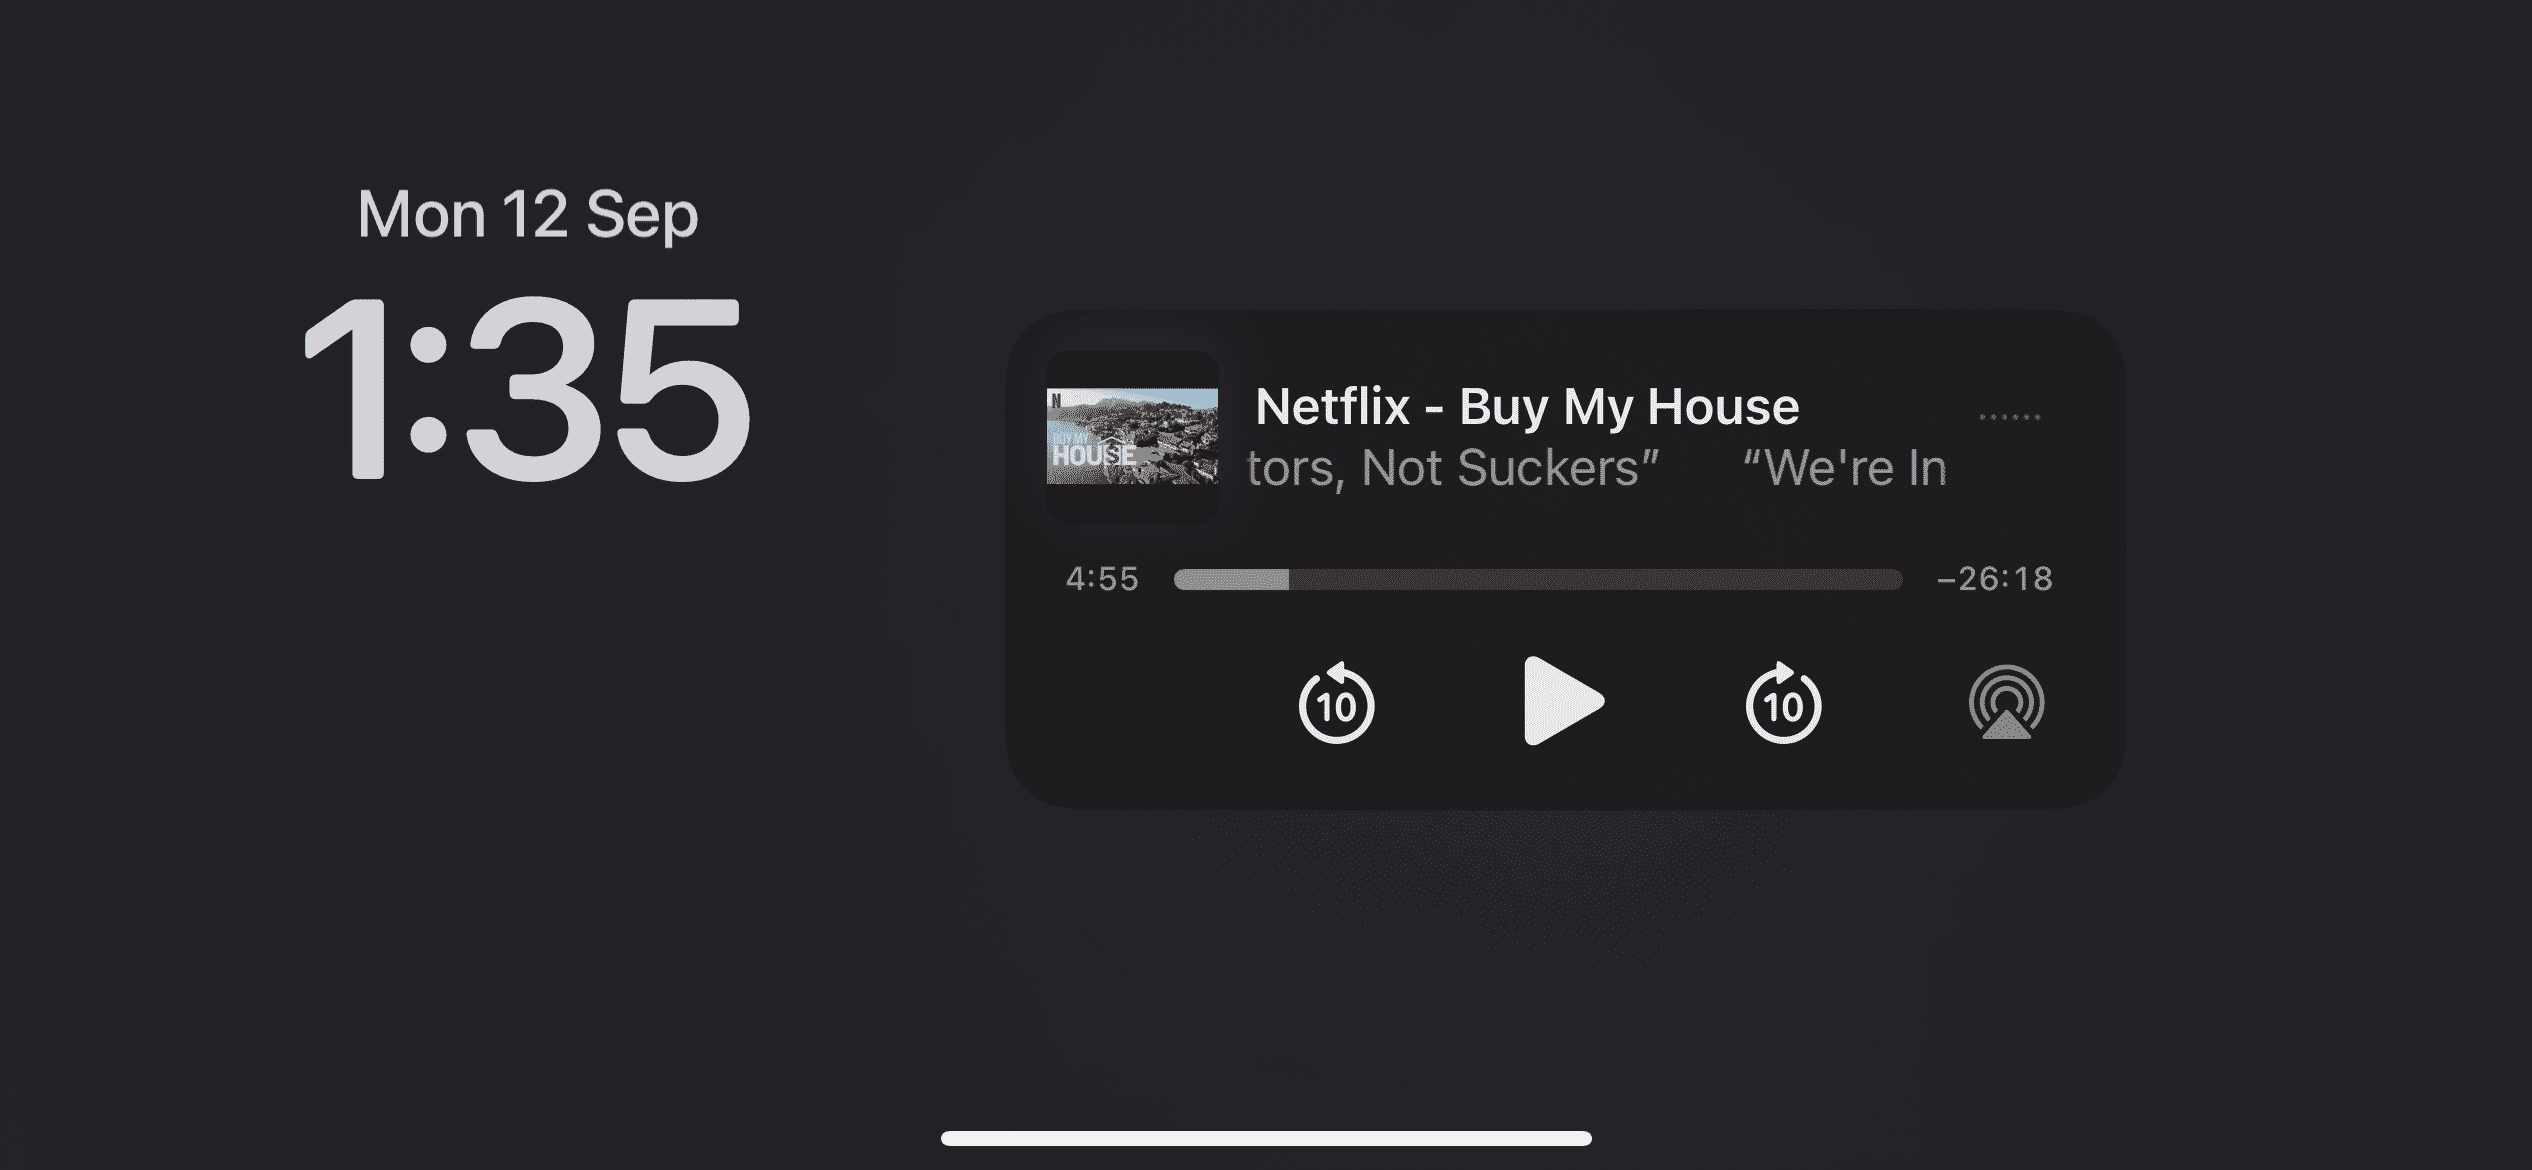 Mon 12 Sep
1:35
N
BUY MY
HOUSE
Netflix - Buy My House
tors, Not Suckers” “We're In
4:55
–26:18
10
10